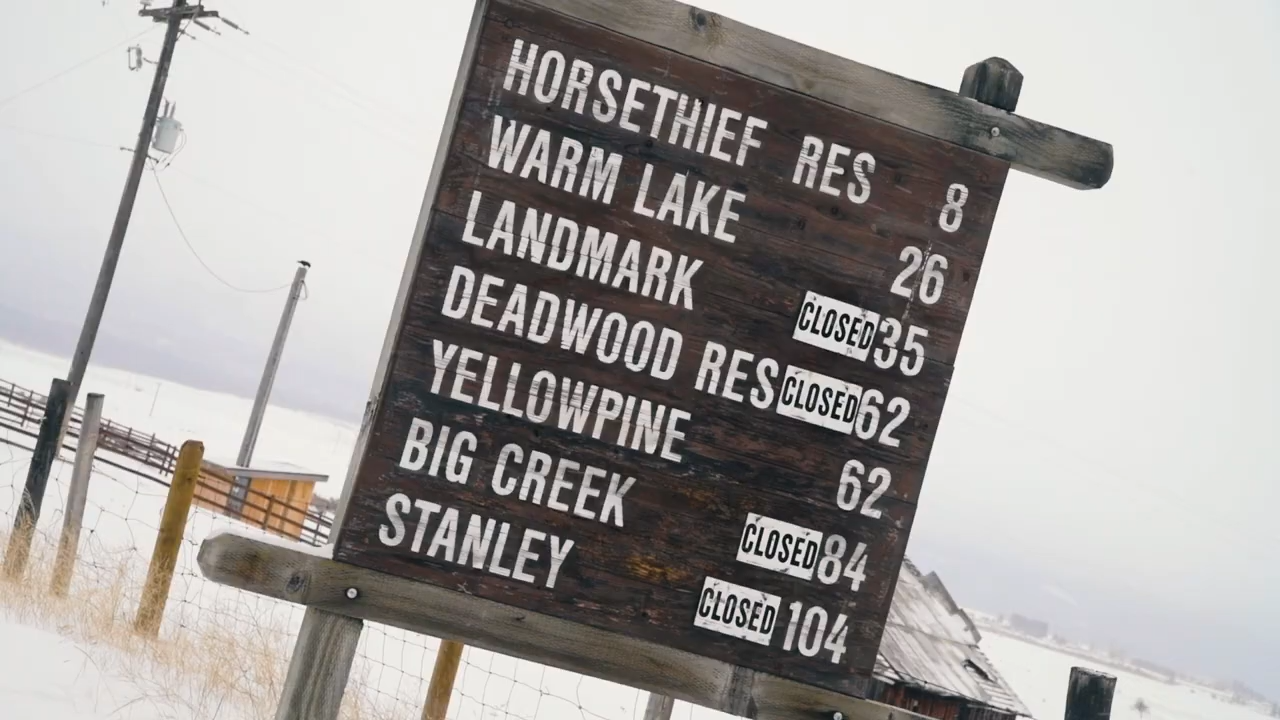 HORSETHIEF RES 8
WARM LAKE 26
LANDMARK CLOSED 35
DEADWOOD RES CLOSED 62
YELLOWPINE 62
BIG CREEK CLOSED 84
STANLEY CLOSED 104